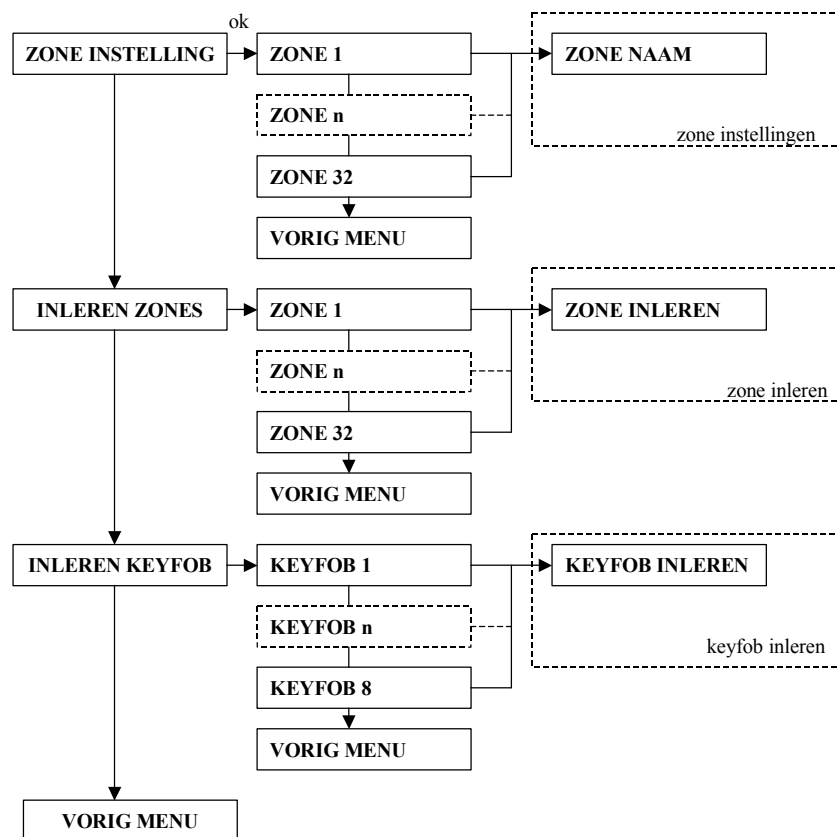 ok
ZONE INSTELLING
ZONE 1
ZONE NAAM
ZONE n
zone instellingen
ZONE 32
VORIG MENU
INLEREN ZONES
ZONE 1
ZONE INLEREN
ZONE n
zone inleren
ZONE 32
VORIG MENU
INLEREN KEYFOB
KEYFOB 1
KEYFOB INLEREN
KEYFOB n
keyfob inleren
KEYFOB 8
VORIG MENU
VORIG MENU